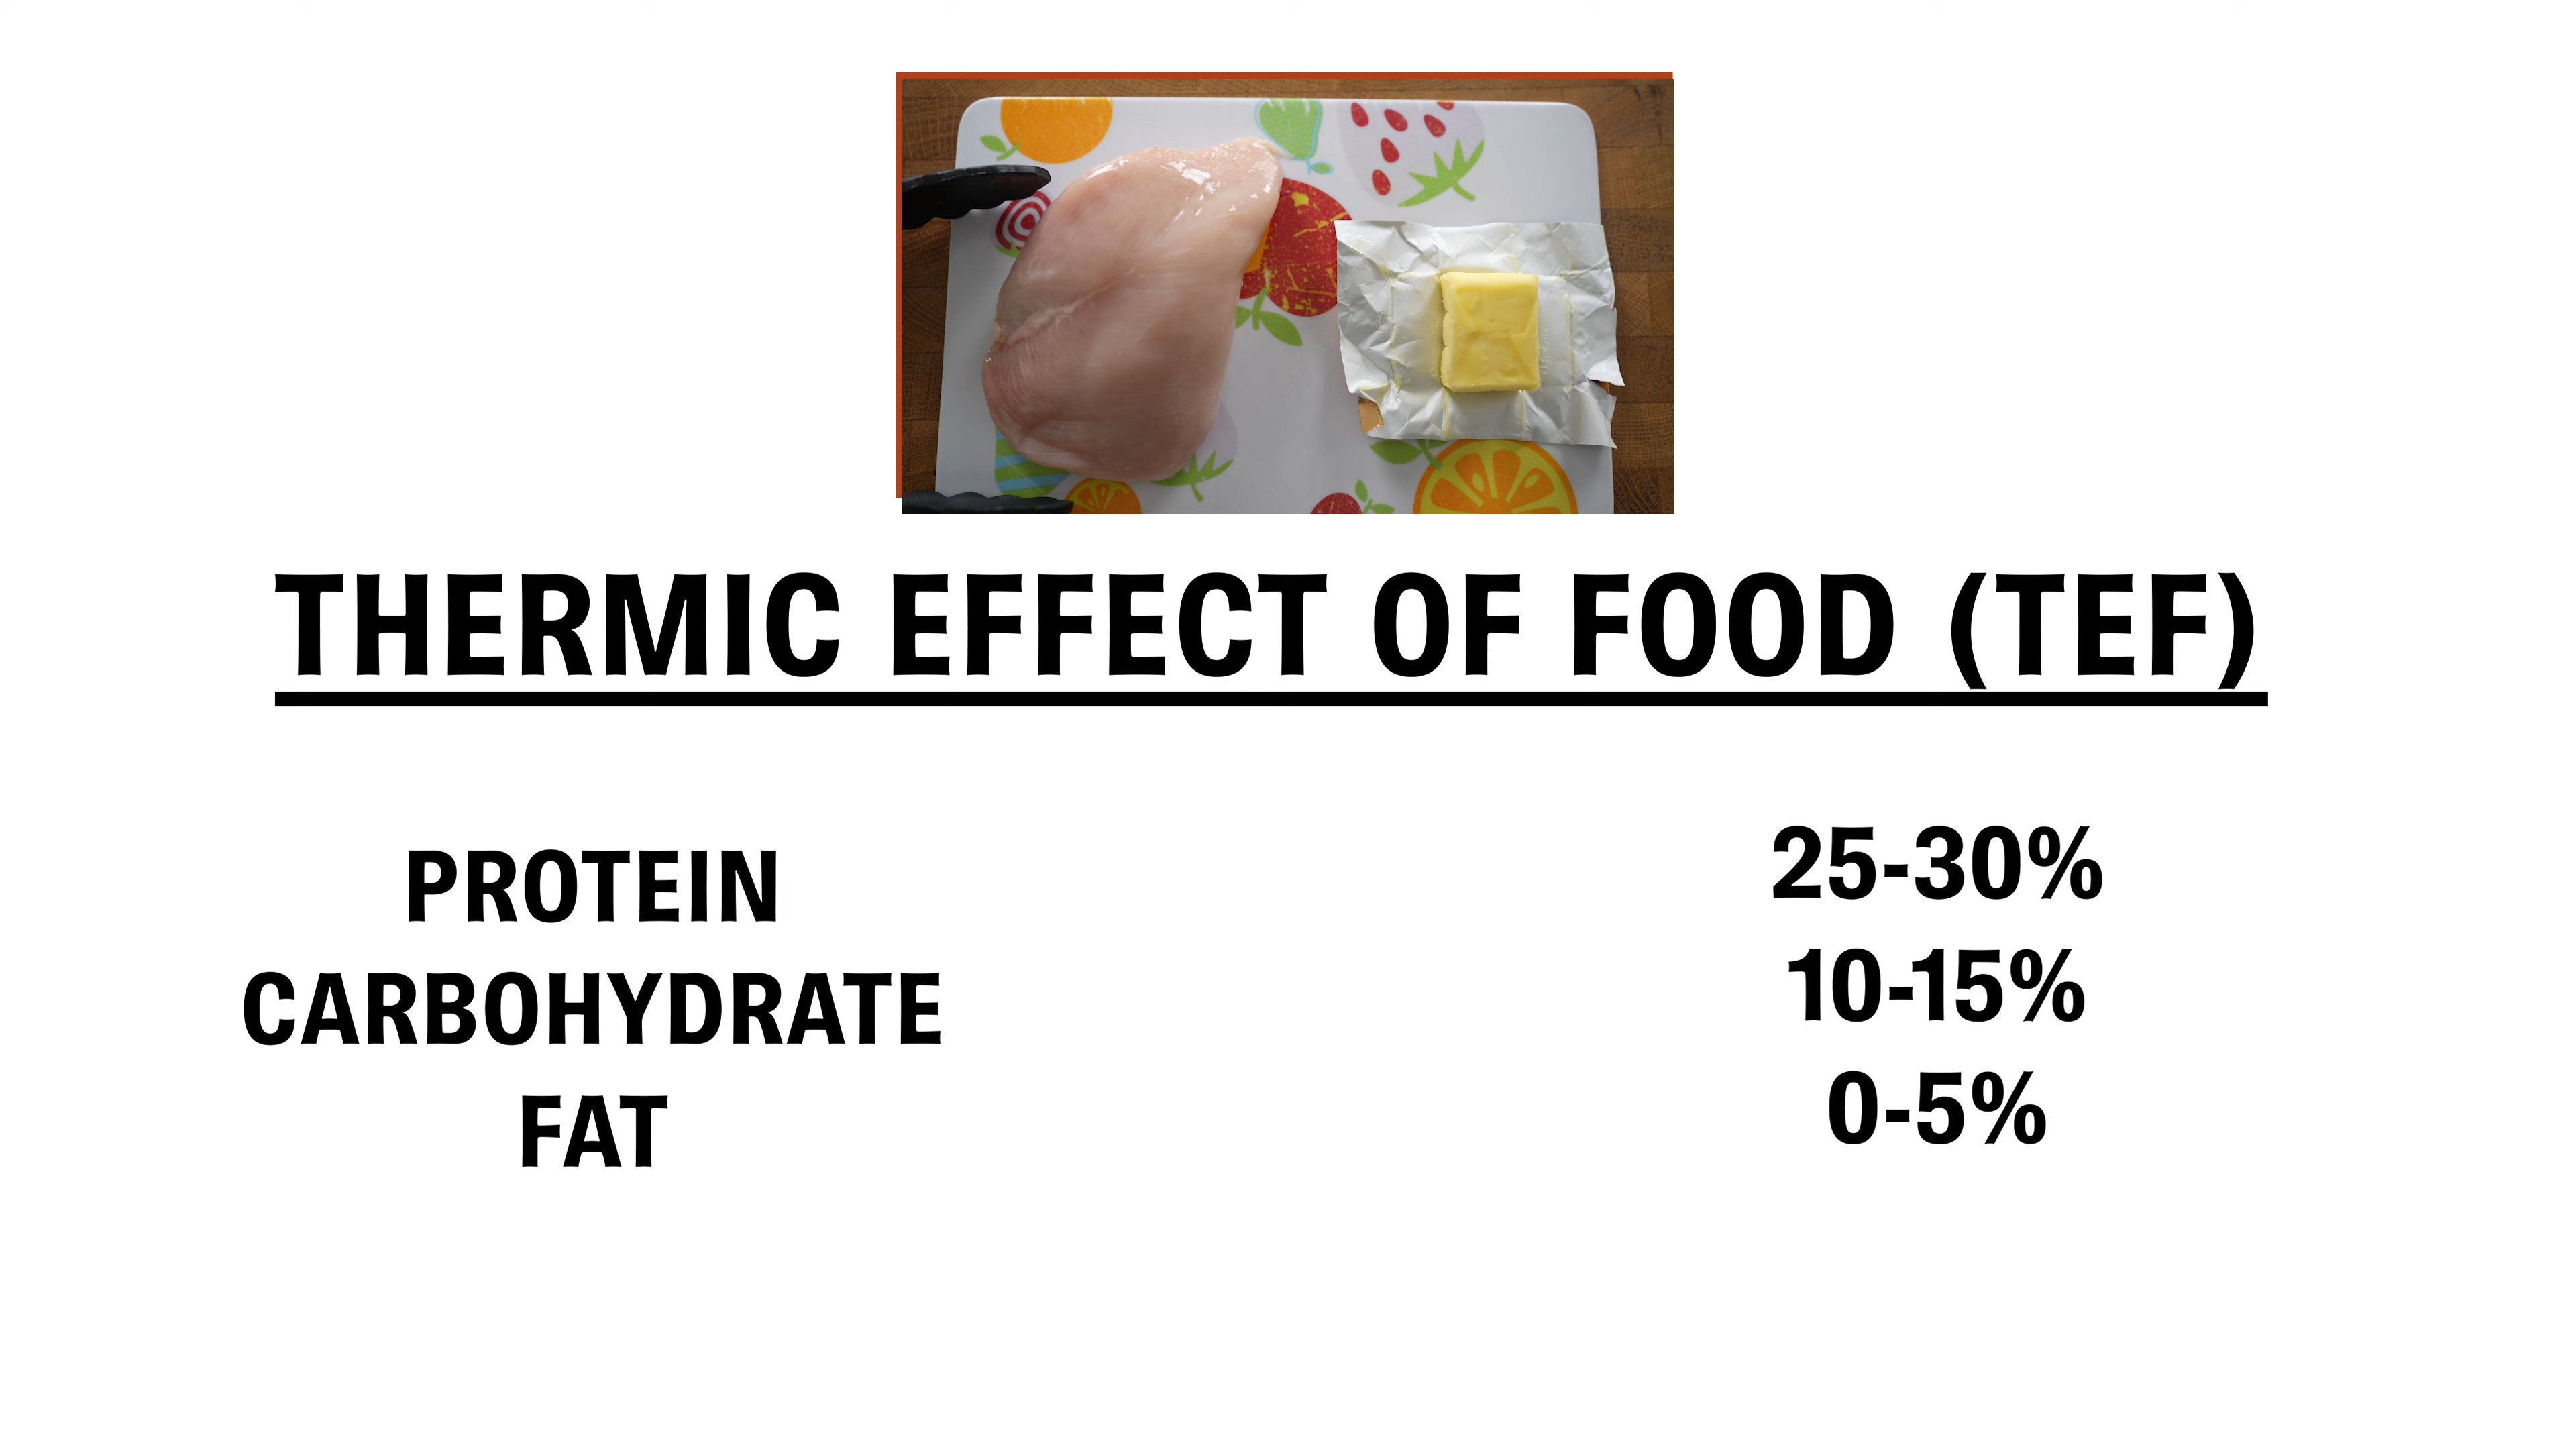 THERMIC EFFECT OF FOOD (TEF)
PROTEIN 25-30%
CARBOHYDRATE 10-15%
FAT 0-5%